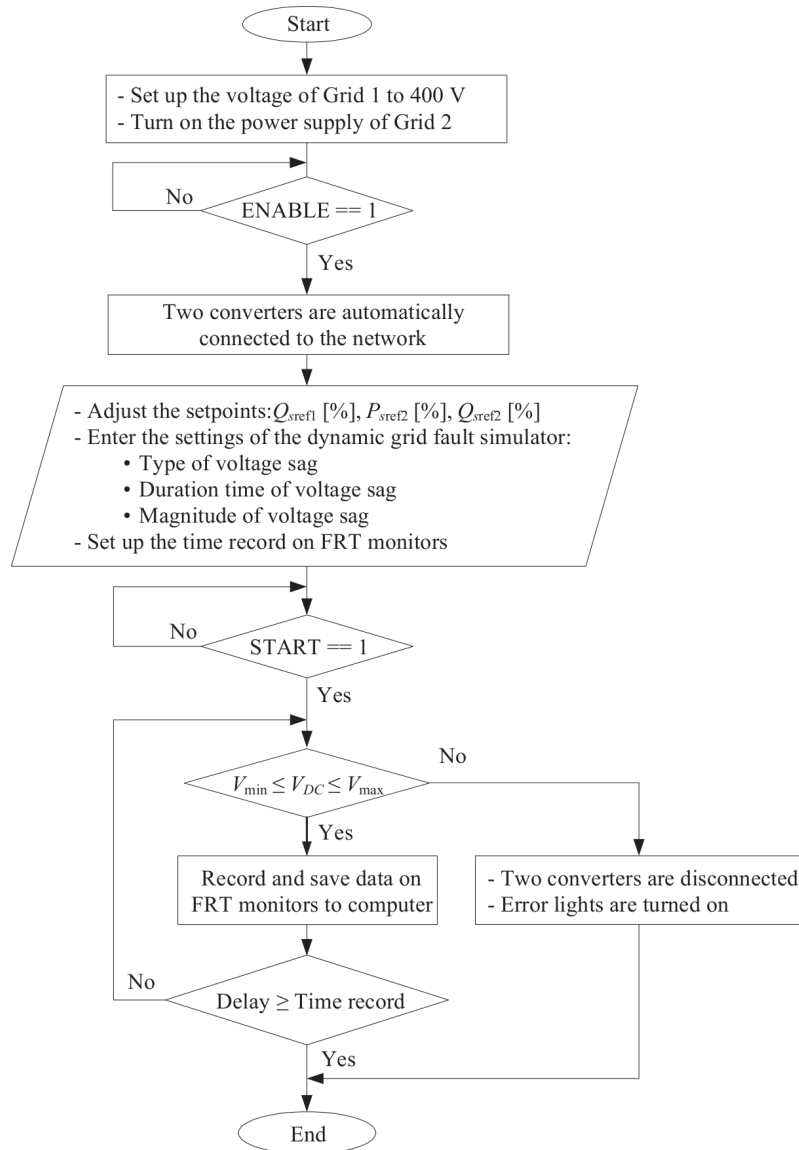 Start
- Set up the voltage of Grid 1 to 400 V
- Turn on the power supply of Grid 2
No
ENABLE == 1
Yes
Two converters are automatically
connected to the network
- Adjust the setpoints:Qsref1 [%], Psref2 [%], Qsref2 [%]
- Enter the settings of the dynamic grid fault simulator:
• Type of voltage sag
• Duration time of voltage sag
• Magnitude of voltage sag
- Set up the time record on FRT monitors
No
START == 1
Yes
No
Vmin ≤ VDC ≤ Vmax
Yes
Record and save data on
FRT monitors to computer
- Two converters are disconnected
- Error lights are turned on
No
Delay ≥ Time record
Yes
End